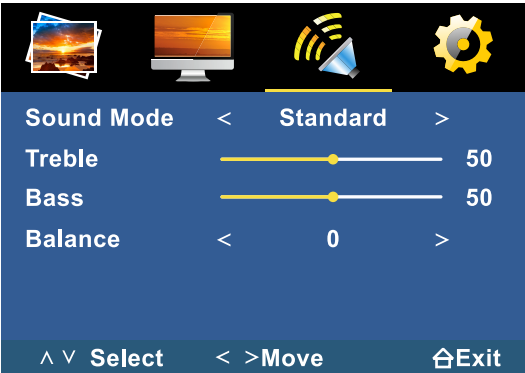 Sound Mode < Standard >
Treble 50
Bass 50
Balance < 0 >
∧ ∨ Select < >Move Exit